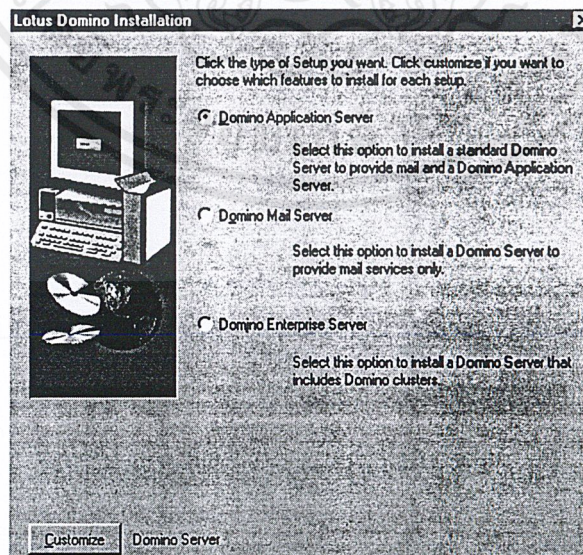 Lotus Domino Installation
Click the type of Setup you want. Click customize if you want to
choose which features to install for each setup.
Domino Application Server
Select this option to install a standard Domino
Server to provide mail and a Domino Application
Server.
Domino Mail Server
Select this option to install a Domino Server to
provide mail services only.
Domino Enterprise Server
Select this option to install a Domino Server that
includes Domino clusters.
Customize Domino Server